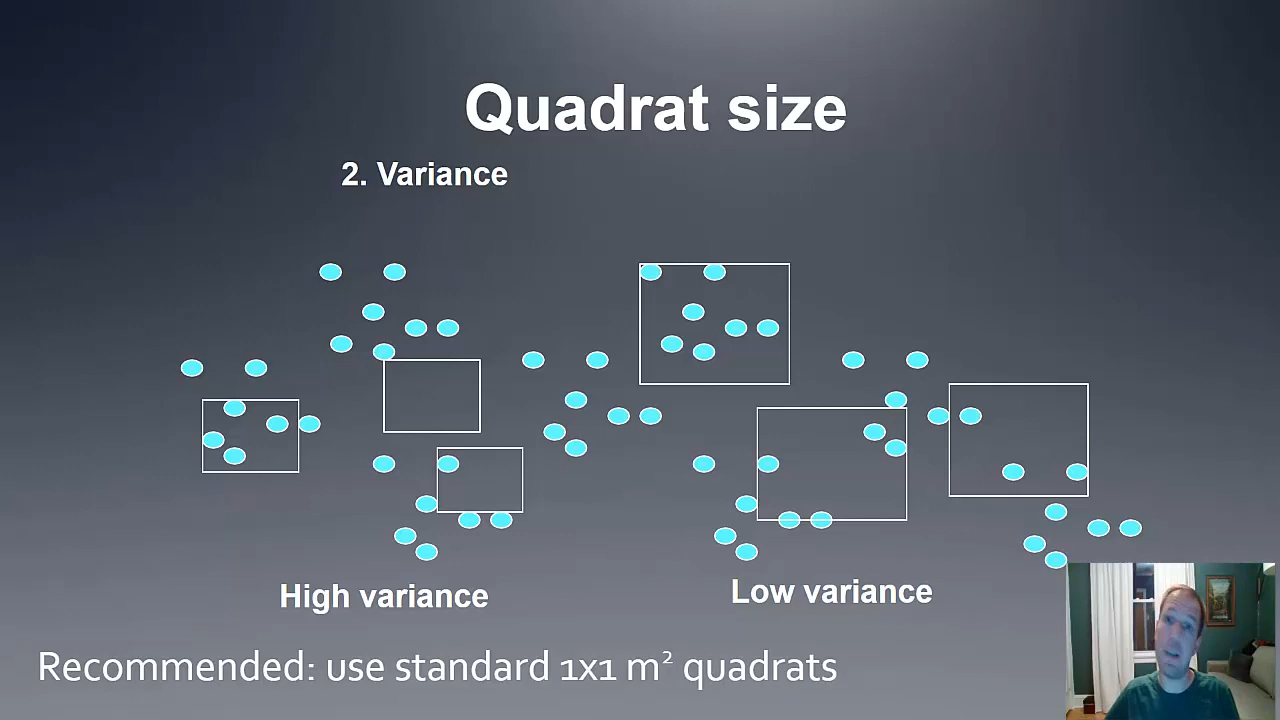 Quadrat size
2. Variance
High variance
Low variance
Recommended: use standard 1x1 m² quadrats